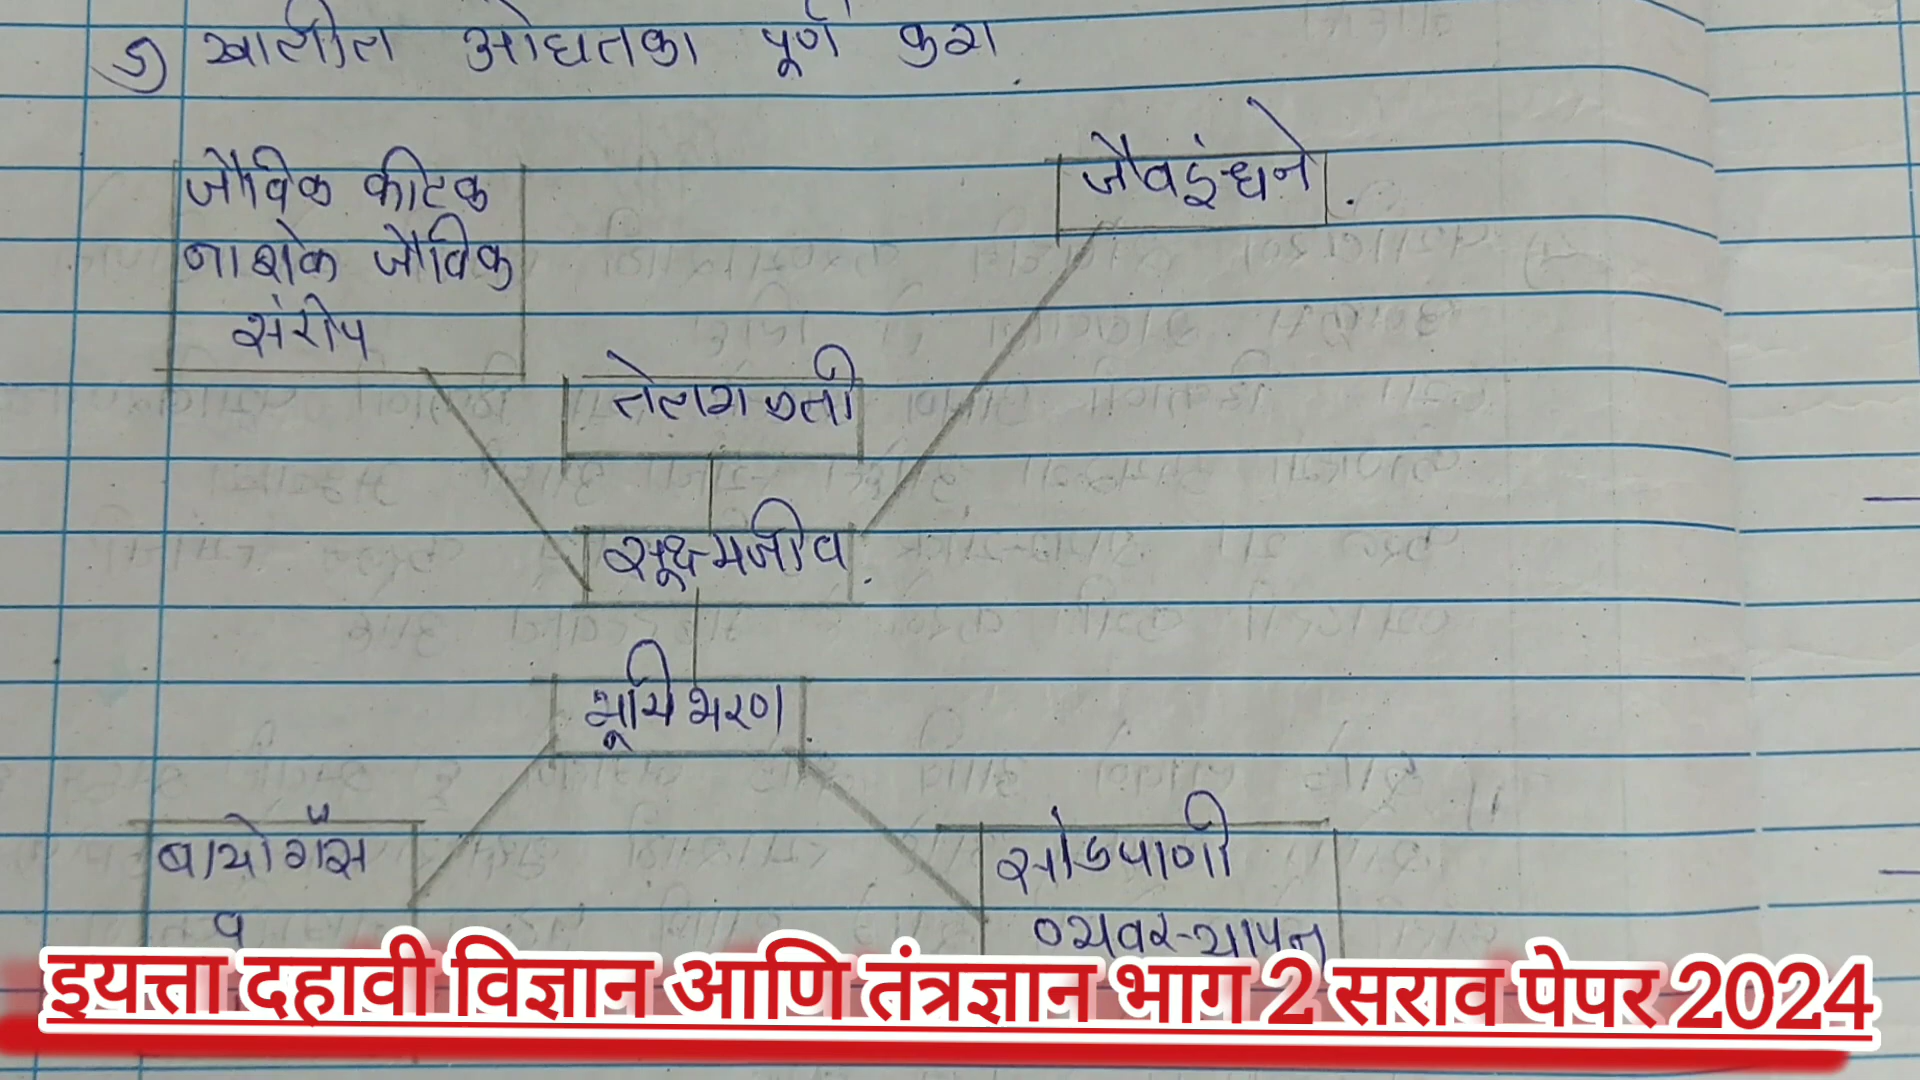 ७) खालील ओघतक्ता पूर्ण करा.
जैविक कीटक
नाशके जैविक
संरोप
जैवइंधने.
तेलगळती
सूक्ष्मजीव.
भूमिभरण.
बायोगॅस
व
सांडपाणी
व्यवस्थापन
इयत्ता दहावी विज्ञान आणि तंत्रज्ञान भाग 2 सराव पेपर 2024